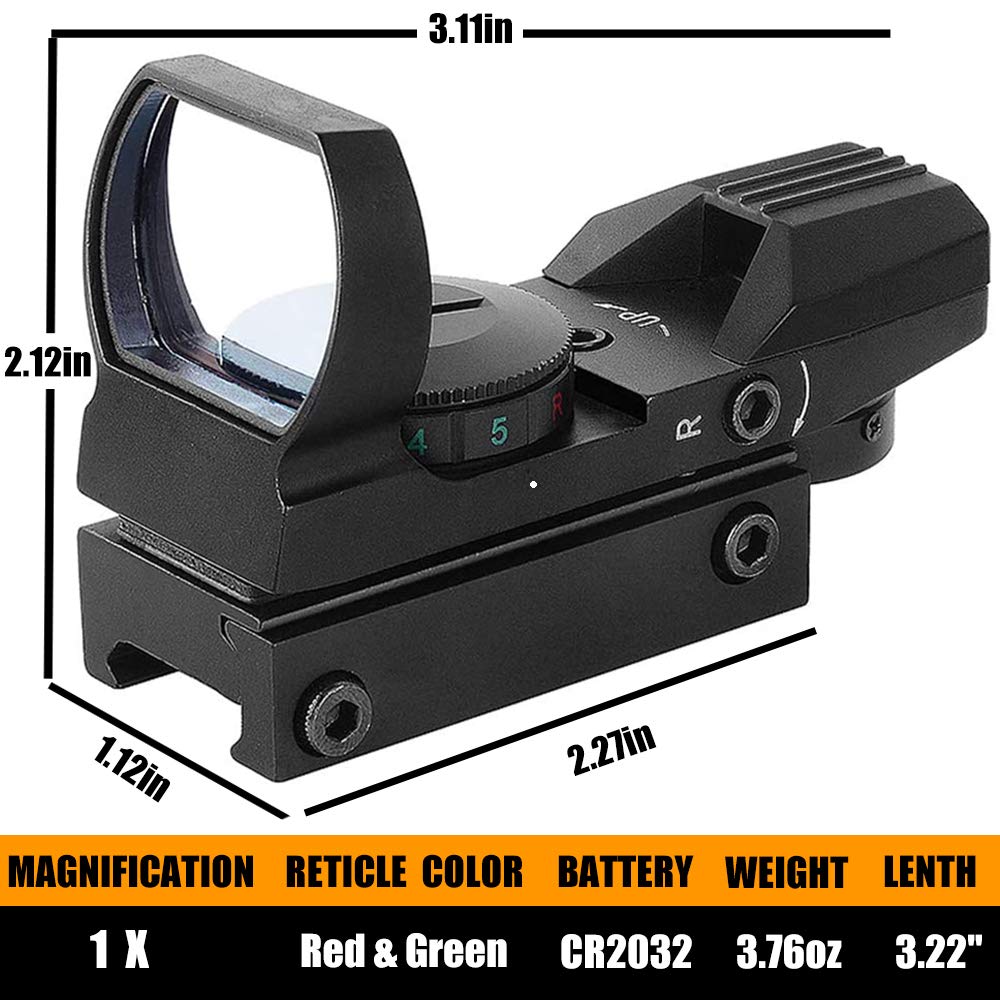 3.11in
2.12in
UP
R
4 5 R
1.12in
2.27in
MAGNIFICATION RETICLE COLOR BATTERY WEIGHT LENTH
1 X Red & Green CR2032 3.76oz 3.22"